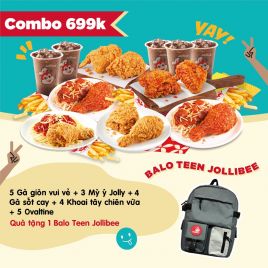 Combo 699k
YAY!
BALO TEEN JOLLIBEE
5 Gà giòn vui vẻ + 3 Mỳ ý Jolly + 4
Gà sốt cay + 4 Khoai tây chiên vừa
+ 5 Ovaltine
Quà tặng 1 Balo Teen Jollibee